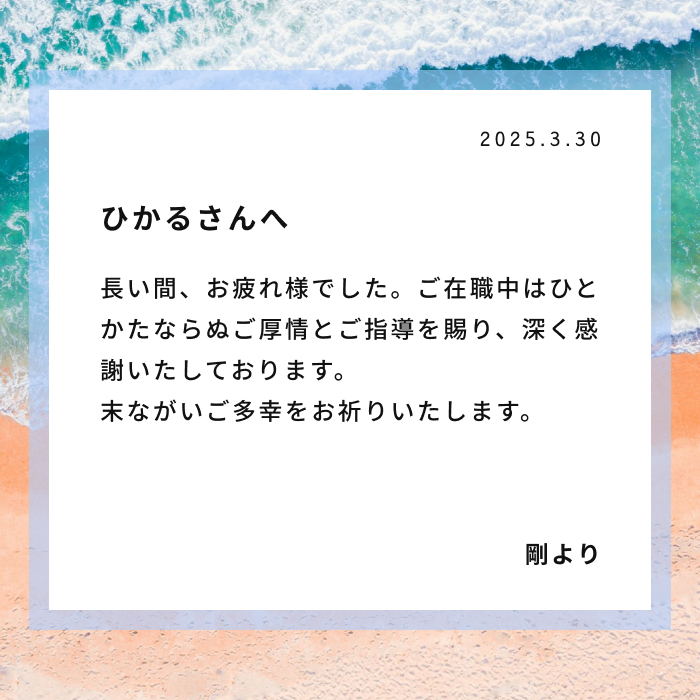 2025.3.30
ひかるさんへ
長い間、お疲れ様でした。ご在職中はひと
かたならぬご厚情とご指導を賜り、深く感
謝いたしております。
末ながいご多幸をお祈りいたします。
剛より